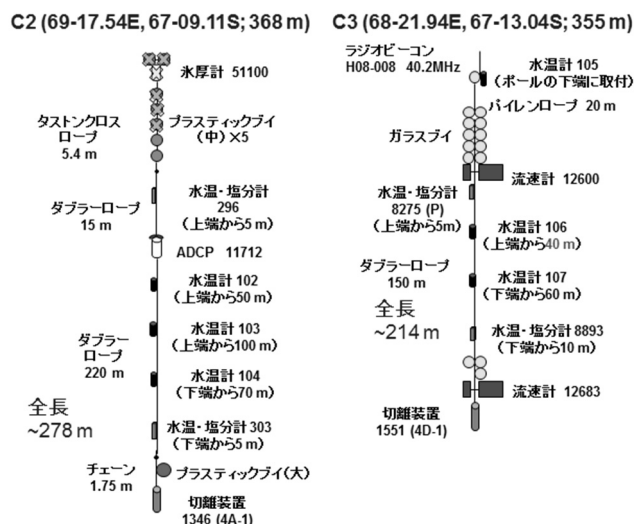 C2 (69-17.54E, 67-09.11S; 368 m)
氷厚計 51100
タストンクロス
ロープ
5.4 m
プラスティックブイ
(中)×5
水温・塩分計
296
(上端から5 m)
ダブラーロープ
15 m
ADCP 11712
水温計 102
(上端から50 m)
水温計 103
(上端から100 m)
ダブラー
ロープ
220 m
水温計 104
(下端から70 m)
全長
~278 m
水温・塩分計303
(下端から5 m)
チェーン
1.75 m
プラスティックブイ(大)
切離装置
1346 (4A-1)
C3 (68-21.94E, 67-13.04S; 355 m)
ラジオビーコン
H08-008 40.2MHz
水温計 105
(ポールの下端に取付)
パイレンロープ 20 m
ガラスブイ
流速計 12600
水温・塩分計
8275 (P)
(上端から5m)
水温計 106
(上端から40 m)
ダブラーロープ
150 m
水温計 107
(下端から60 m)
全長
~214 m
水温・塩分計8893
(下端から10 m)
流速計 12683
切離装置
1551 (4D-1)